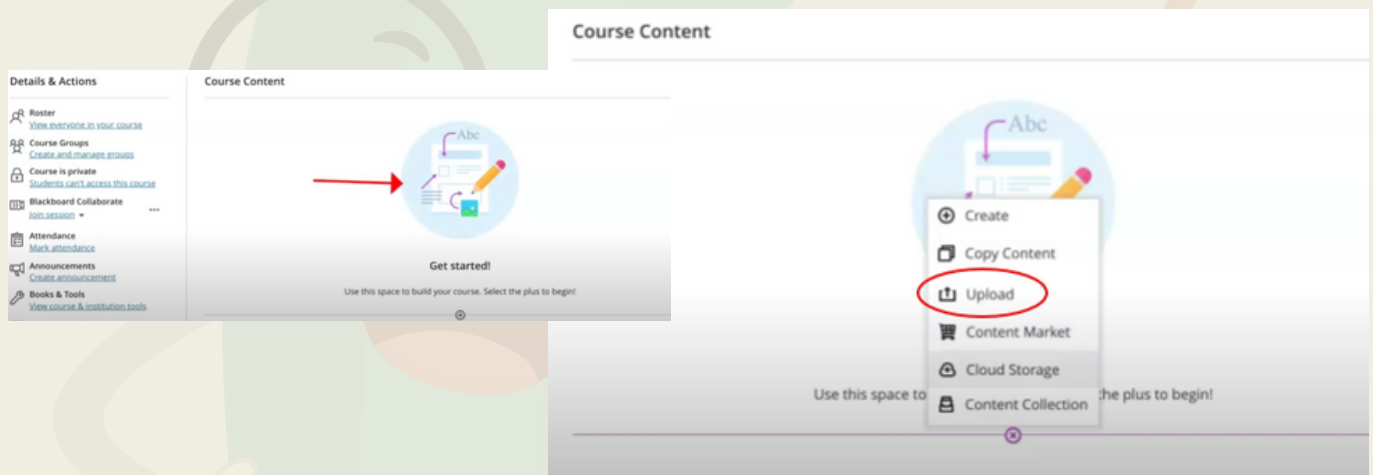 Details & Actions
Roster
View everyone in your course
Course Groups
Create and manage groups
Course is private
Students can't access this course
Blackboard Collaborate
Join session
Attendance
Mark attendance
Announcements
Create announcement
Books & Tools
View course & institution tools
Course Content
Abc
Get started!
Use this space to build your course. Select the plus to begin!
Course Content
Abc
Create
Copy Content
Upload
Content Market
Cloud Storage
Content Collection
Use this space to
the plus to begin!